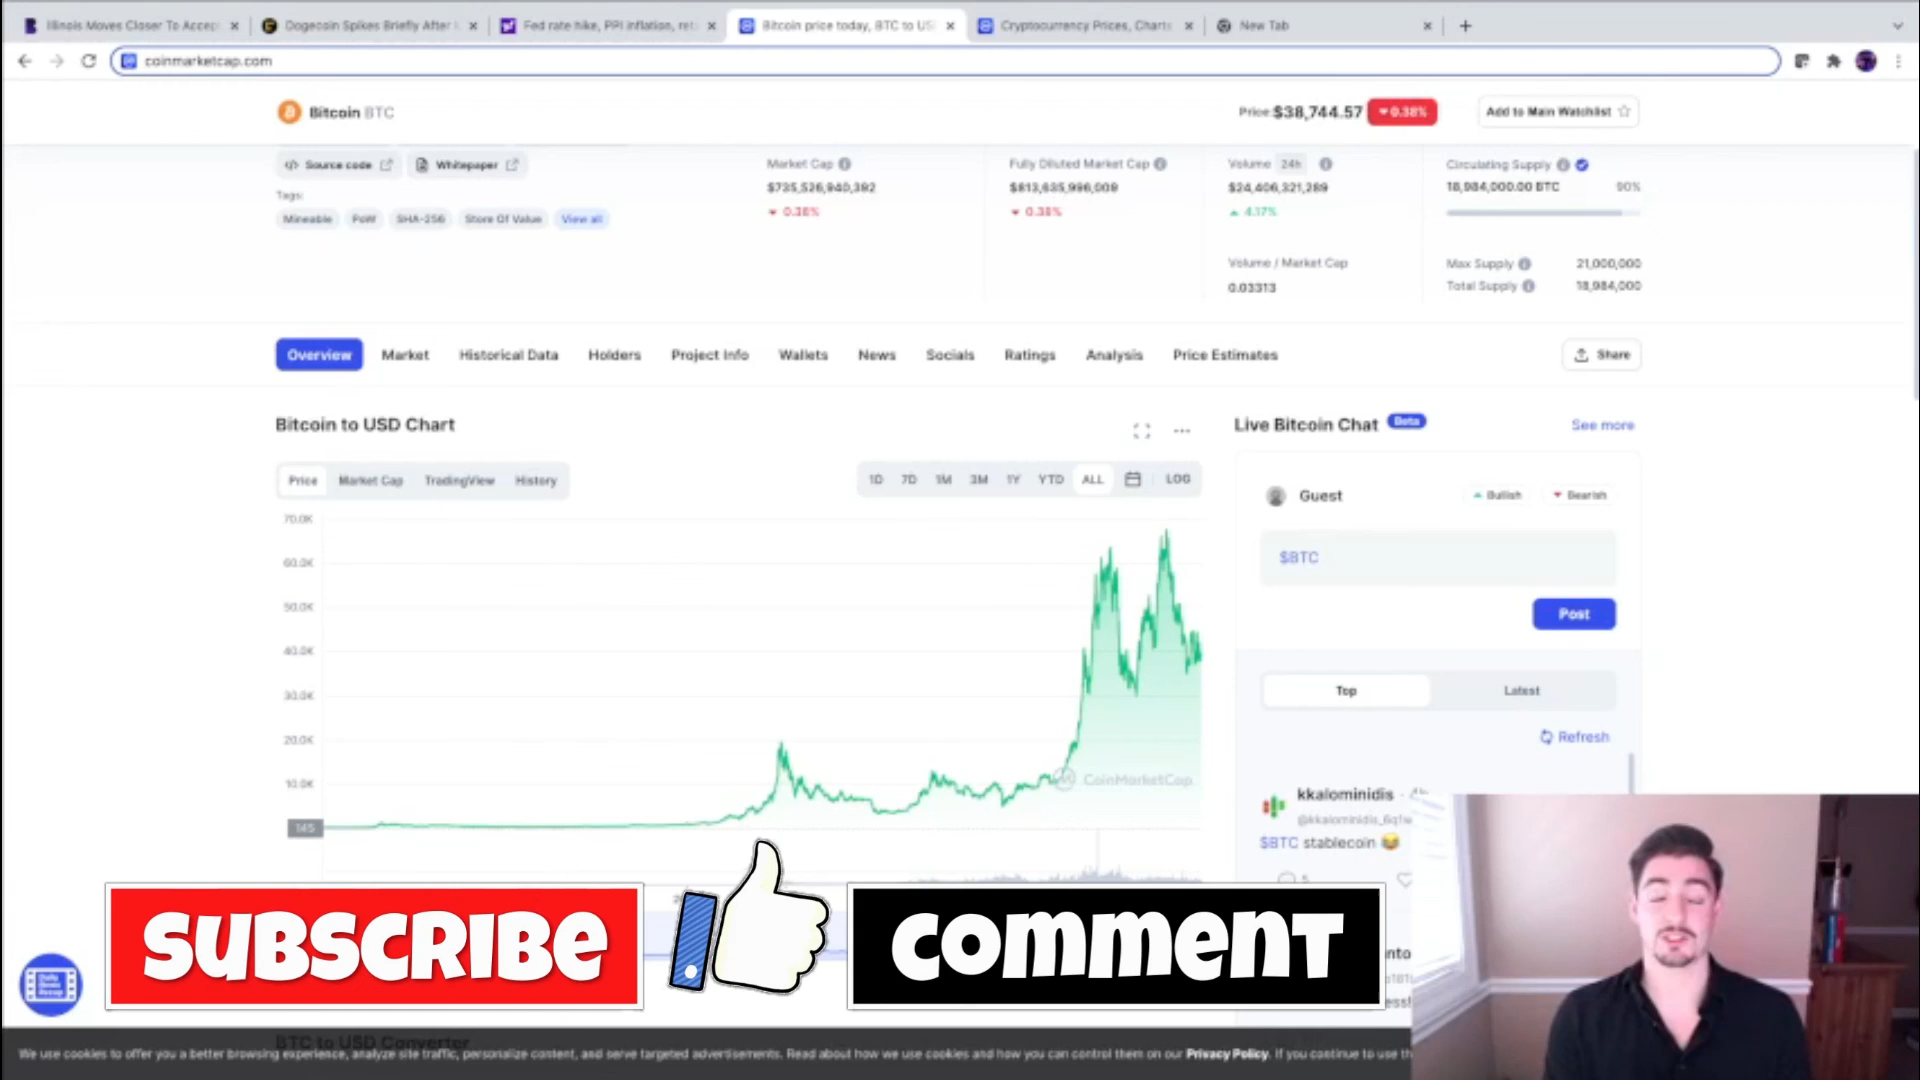 Illinois Moves Closer To Accep
Dogecoin Spikes Briefly After
Fed rate hike, PPI inflation, ret
Bitcoin price today, BTC to US
Cryptocurrency Prices, Charts
New Tab
coinmarketcap.com
Bitcoin BTC
Price: $38,744.57
0.38%
Add to Main Watchlist
Source code
Whitepaper
Market Cap
Fully Diluted Market Cap
Volume 24h
Circulating Supply
$735,526,940,392
$813,635,996,009
$24,406,321,289
18,984,000.00 BTC
90%
Tags:
0.38%
0.38%
4.17%
Mineable
PoW
SHA-256
Store Of Value
View all
Volume / Market Cap
0.03313
Max Supply
21,000,000
Total Supply
18,984,000
Overview
Market
Historical Data
Holders
Project Info
Wallets
News
Socials
Ratings
Analysis
Price Estimates
Share
Bitcoin to USD Chart
Live Bitcoin Chat Beta
See more
Price
Market Cap
TradingView
History
1D
7D
1M
3M
1Y
YTD
ALL
LOG
Guest
Bullish
Bearish
$BTC
Post
70.0K
60.0K
50.0K
40.0K
30.0K
20.0K
10.0K
145
CoinMarketCap
Top
Latest
Refresh
kkalominidis
$BTC stablecoin 😂
5
SUBSCRIBE
COMMENT
Daily
Recap
BTC to USD Converter
We use cookies to offer you a better browsing experience, analyze site traffic, personalize content, and serve targeted advertisements. Read about how we use cookies and how you can control them on our Privacy Policy. If you continue to use th